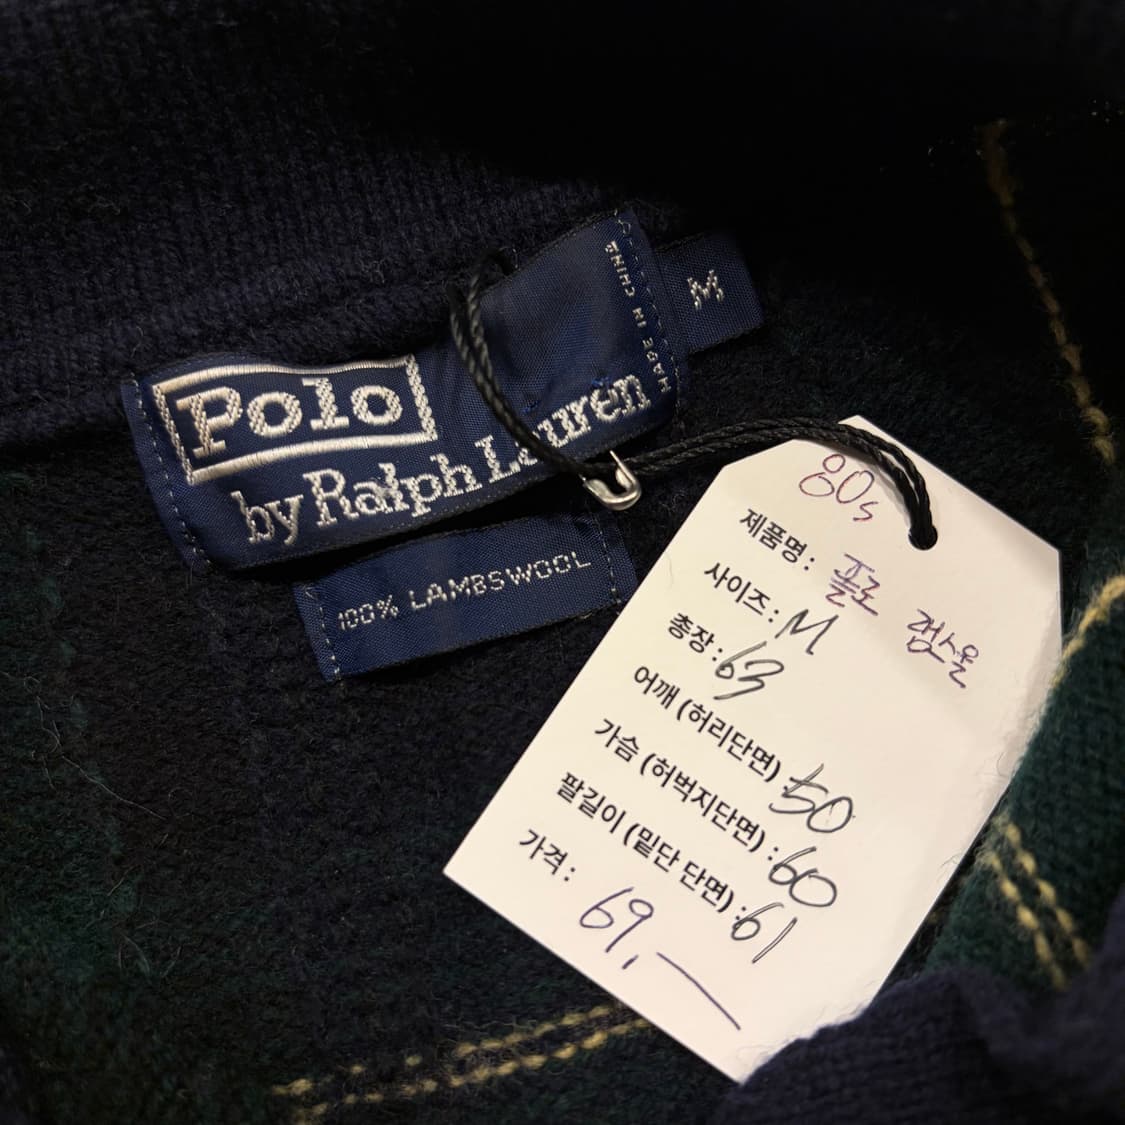 Polo
by Ralph Lauren
MADE IN CHINA
M
100% LAMBSWOOL
80s
제품명: 폴로 램스울
사이즈: M
총장: 63
어깨 (허리단면) 50
가슴 (허벅지단면) : 60
팔길이 (밑단 단면) : 61
가격: 69,—